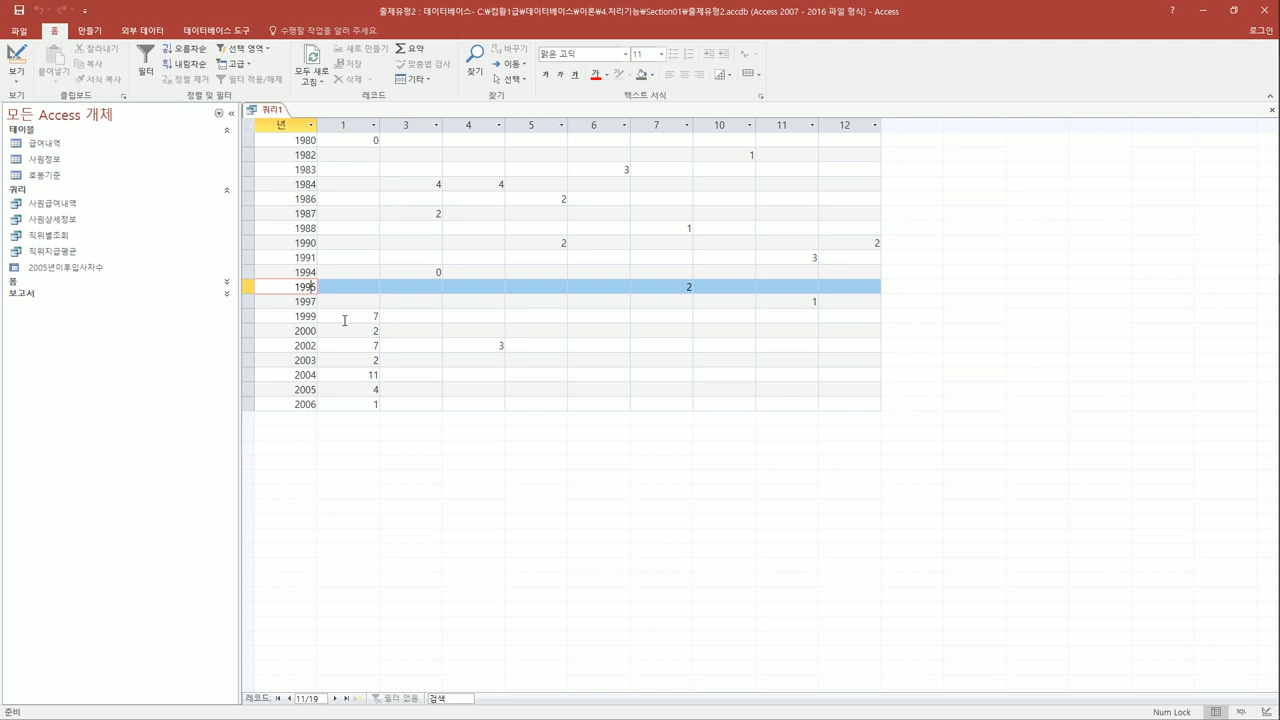 출제유형2 : 데이터베이스- C:₩컴활1급₩데이터베이스₩이론₩4.처리기능₩Section01₩출제유형2.accdb (Access 2007 - 2016 파일 형식) - Access
로그인
파일 홈 만들기 외부 데이터 데이터베이스 도구 수행할 작업을 알려 주세요.
보기 붙여넣기 잘라내기 복사 서식 복사
필터 오름차순 내림차순 정렬 제거 선택 영역 고급 필터 적용/해제
모두 새로 고침 새로 만들기 저장 삭제 요약 맞춤법 검사 기타
찾기 바꾸기 이동 선택
맑은 고딕 11
가 가 가 가
보기 클립보드 정렬 및 필터 레코드 찾기 텍스트 서식
모든 Access 개체
테이블
급여내역
사원정보
호봉기준
쿼리
사원급여내역
사원상세정보
직위별조회
직위지급평균
2005년이후입사자수
폼
보고서
쿼리1
년 1 3 4 5 6 7 10 11 12
1980 0
1982 1
1983 3
1984 4 4
1986 2
1987 2
1988 1
1990 2 2
1991 3
1994 0
1995 2
1997 1
1999 7
2000 2
2002 7 3
2003 2
2004 11
2005 4
2006 1
레코드: 11/19 필터 없음 검색
준비 Num Lock SQL